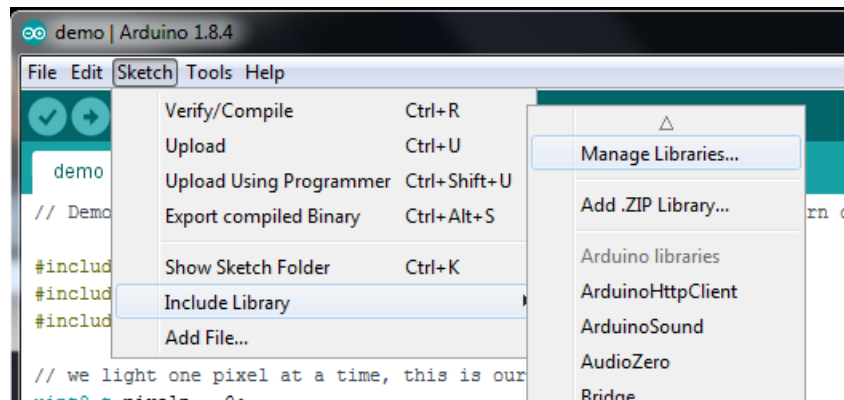 demo | Arduino 1.8.4
File Edit Sketch Tools Help
Verify/Compile Ctrl+R
Upload Ctrl+U
Upload Using Programmer Ctrl+Shift+U
Export compiled Binary Ctrl+Alt+S
Show Sketch Folder Ctrl+K
Include Library
Add File...
Manage Libraries...
Add .ZIP Library...
Arduino libraries
ArduinoHttpClient
ArduinoSound
AudioZero
Bridge
demo
// Demo
#includ
#includ
#includ
// we light one pixel at a time, this is our